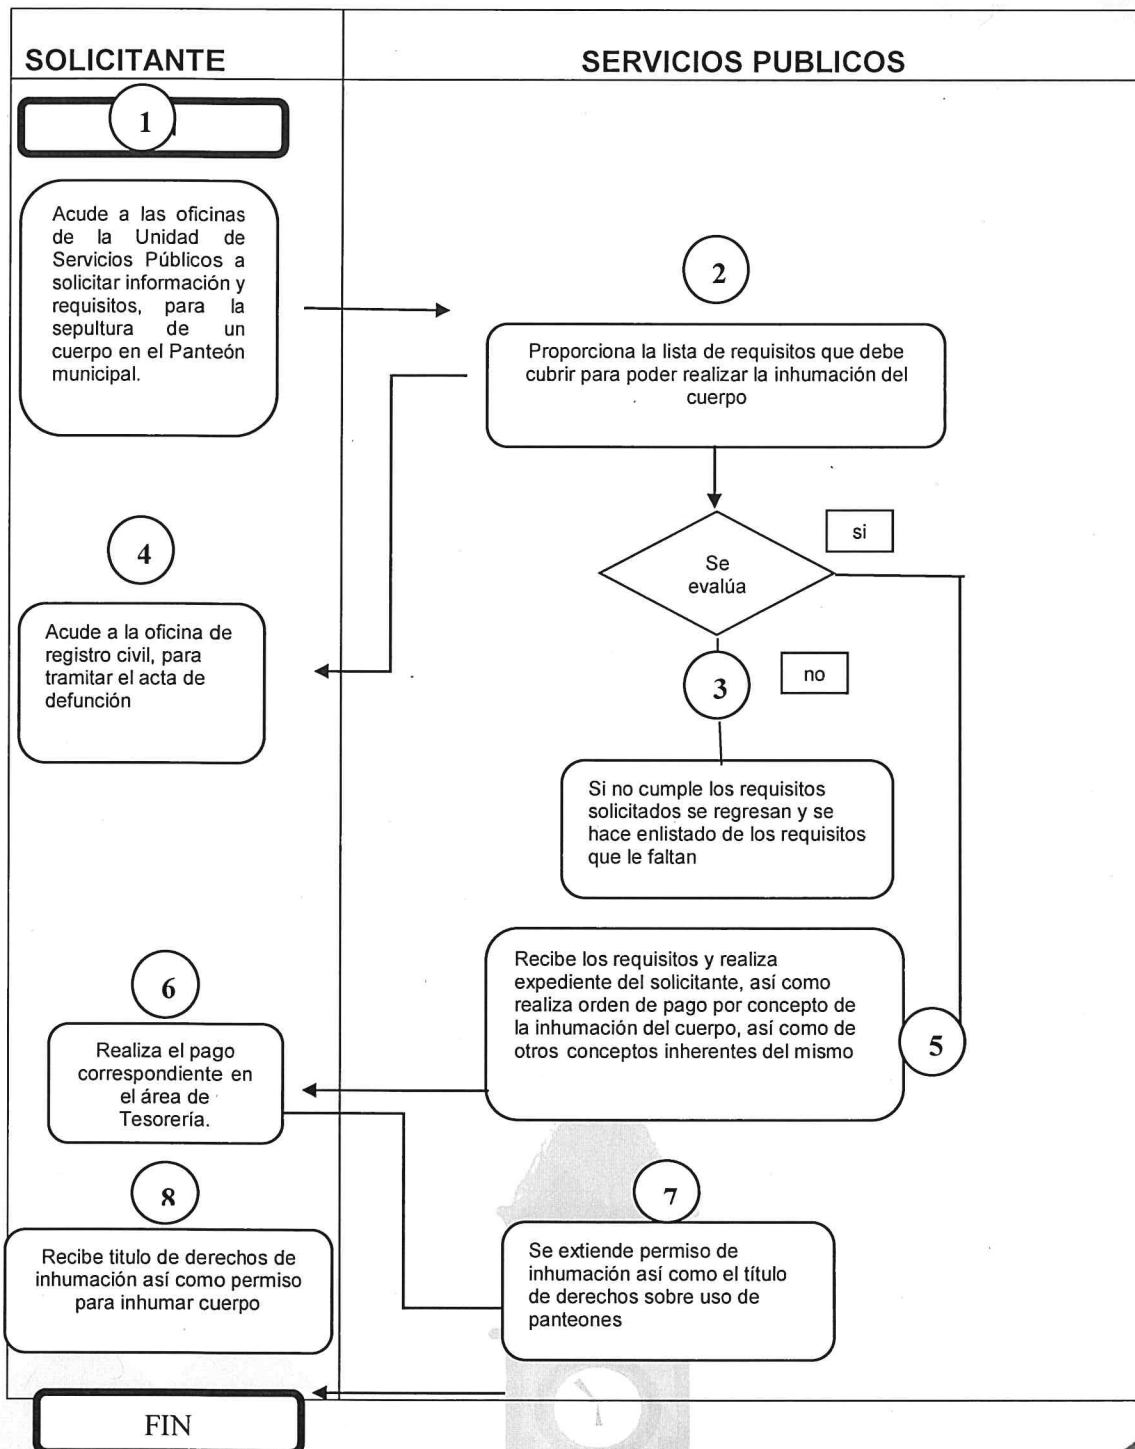 SOLICITANTE
SERVICIOS PUBLICOS
1
Acude a las oficinas
de la Unidad de
Servicios Públicos a
solicitar información y
requisitos, para la
sepultura de un
cuerpo en el Panteón
municipal.
2
Proporciona la lista de requisitos que debe
cubrir para poder realizar la inhumación del
cuerpo
Se
evalúa
si
no
3
Si no cumple los requisitos
solicitados se regresan y se
hace enlistado de los requisitos
que le faltan
4
Acude a la oficina de
registro civil, para
tramitar el acta de
defunción
Recibe los requisitos y realiza
expediente del solicitante, así como
realiza orden de pago por concepto de
la inhumación del cuerpo, así como de
otros conceptos inherentes del mismo
5
6
Realiza el pago
correspondiente en
el área de
Tesorería.
7
Se extiende permiso de
inhumación así como el título
de derechos sobre uso de
panteones
8
Recibe titulo de derechos de
inhumación así como permiso
para inhumar cuerpo
FIN